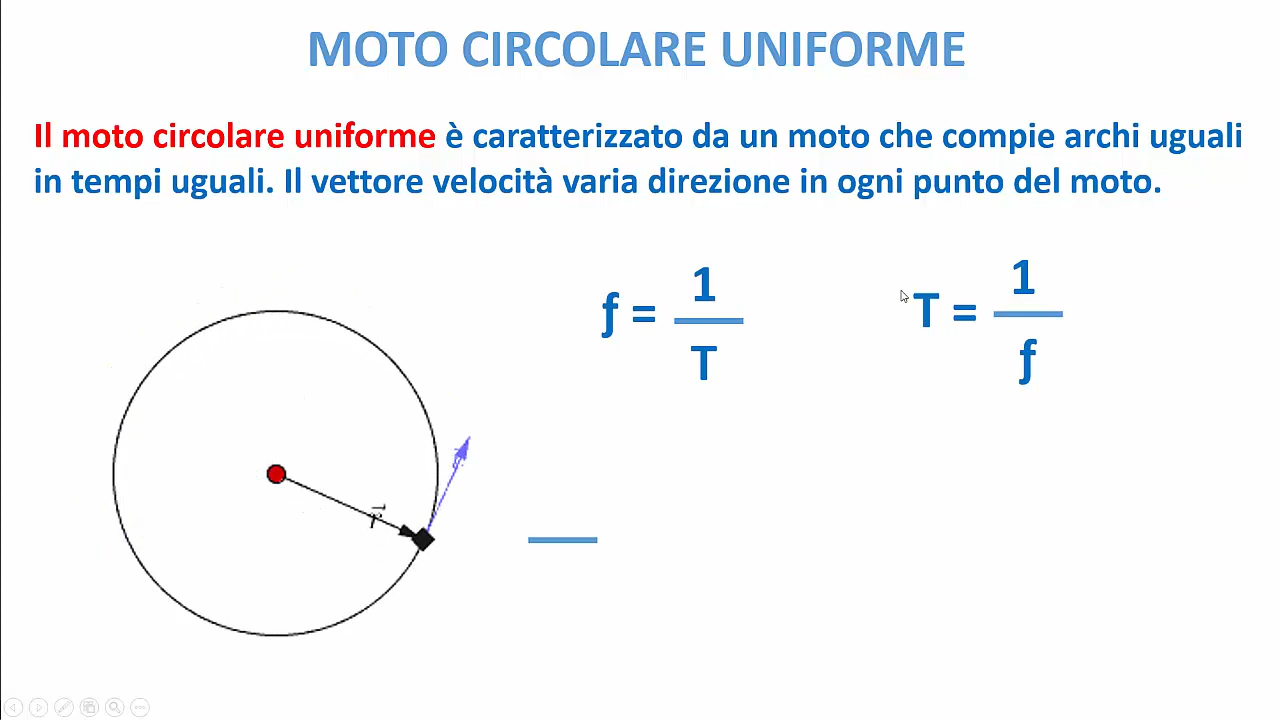 MOTO CIRCOLARE UNIFORME
Il moto circolare uniforme è caratterizzato da un moto che compie archi uguali
in tempi uguali. Il vettore velocità varia direzione in ogni punto del moto.
ƒ = 1 / T
T = 1 / ƒ
r